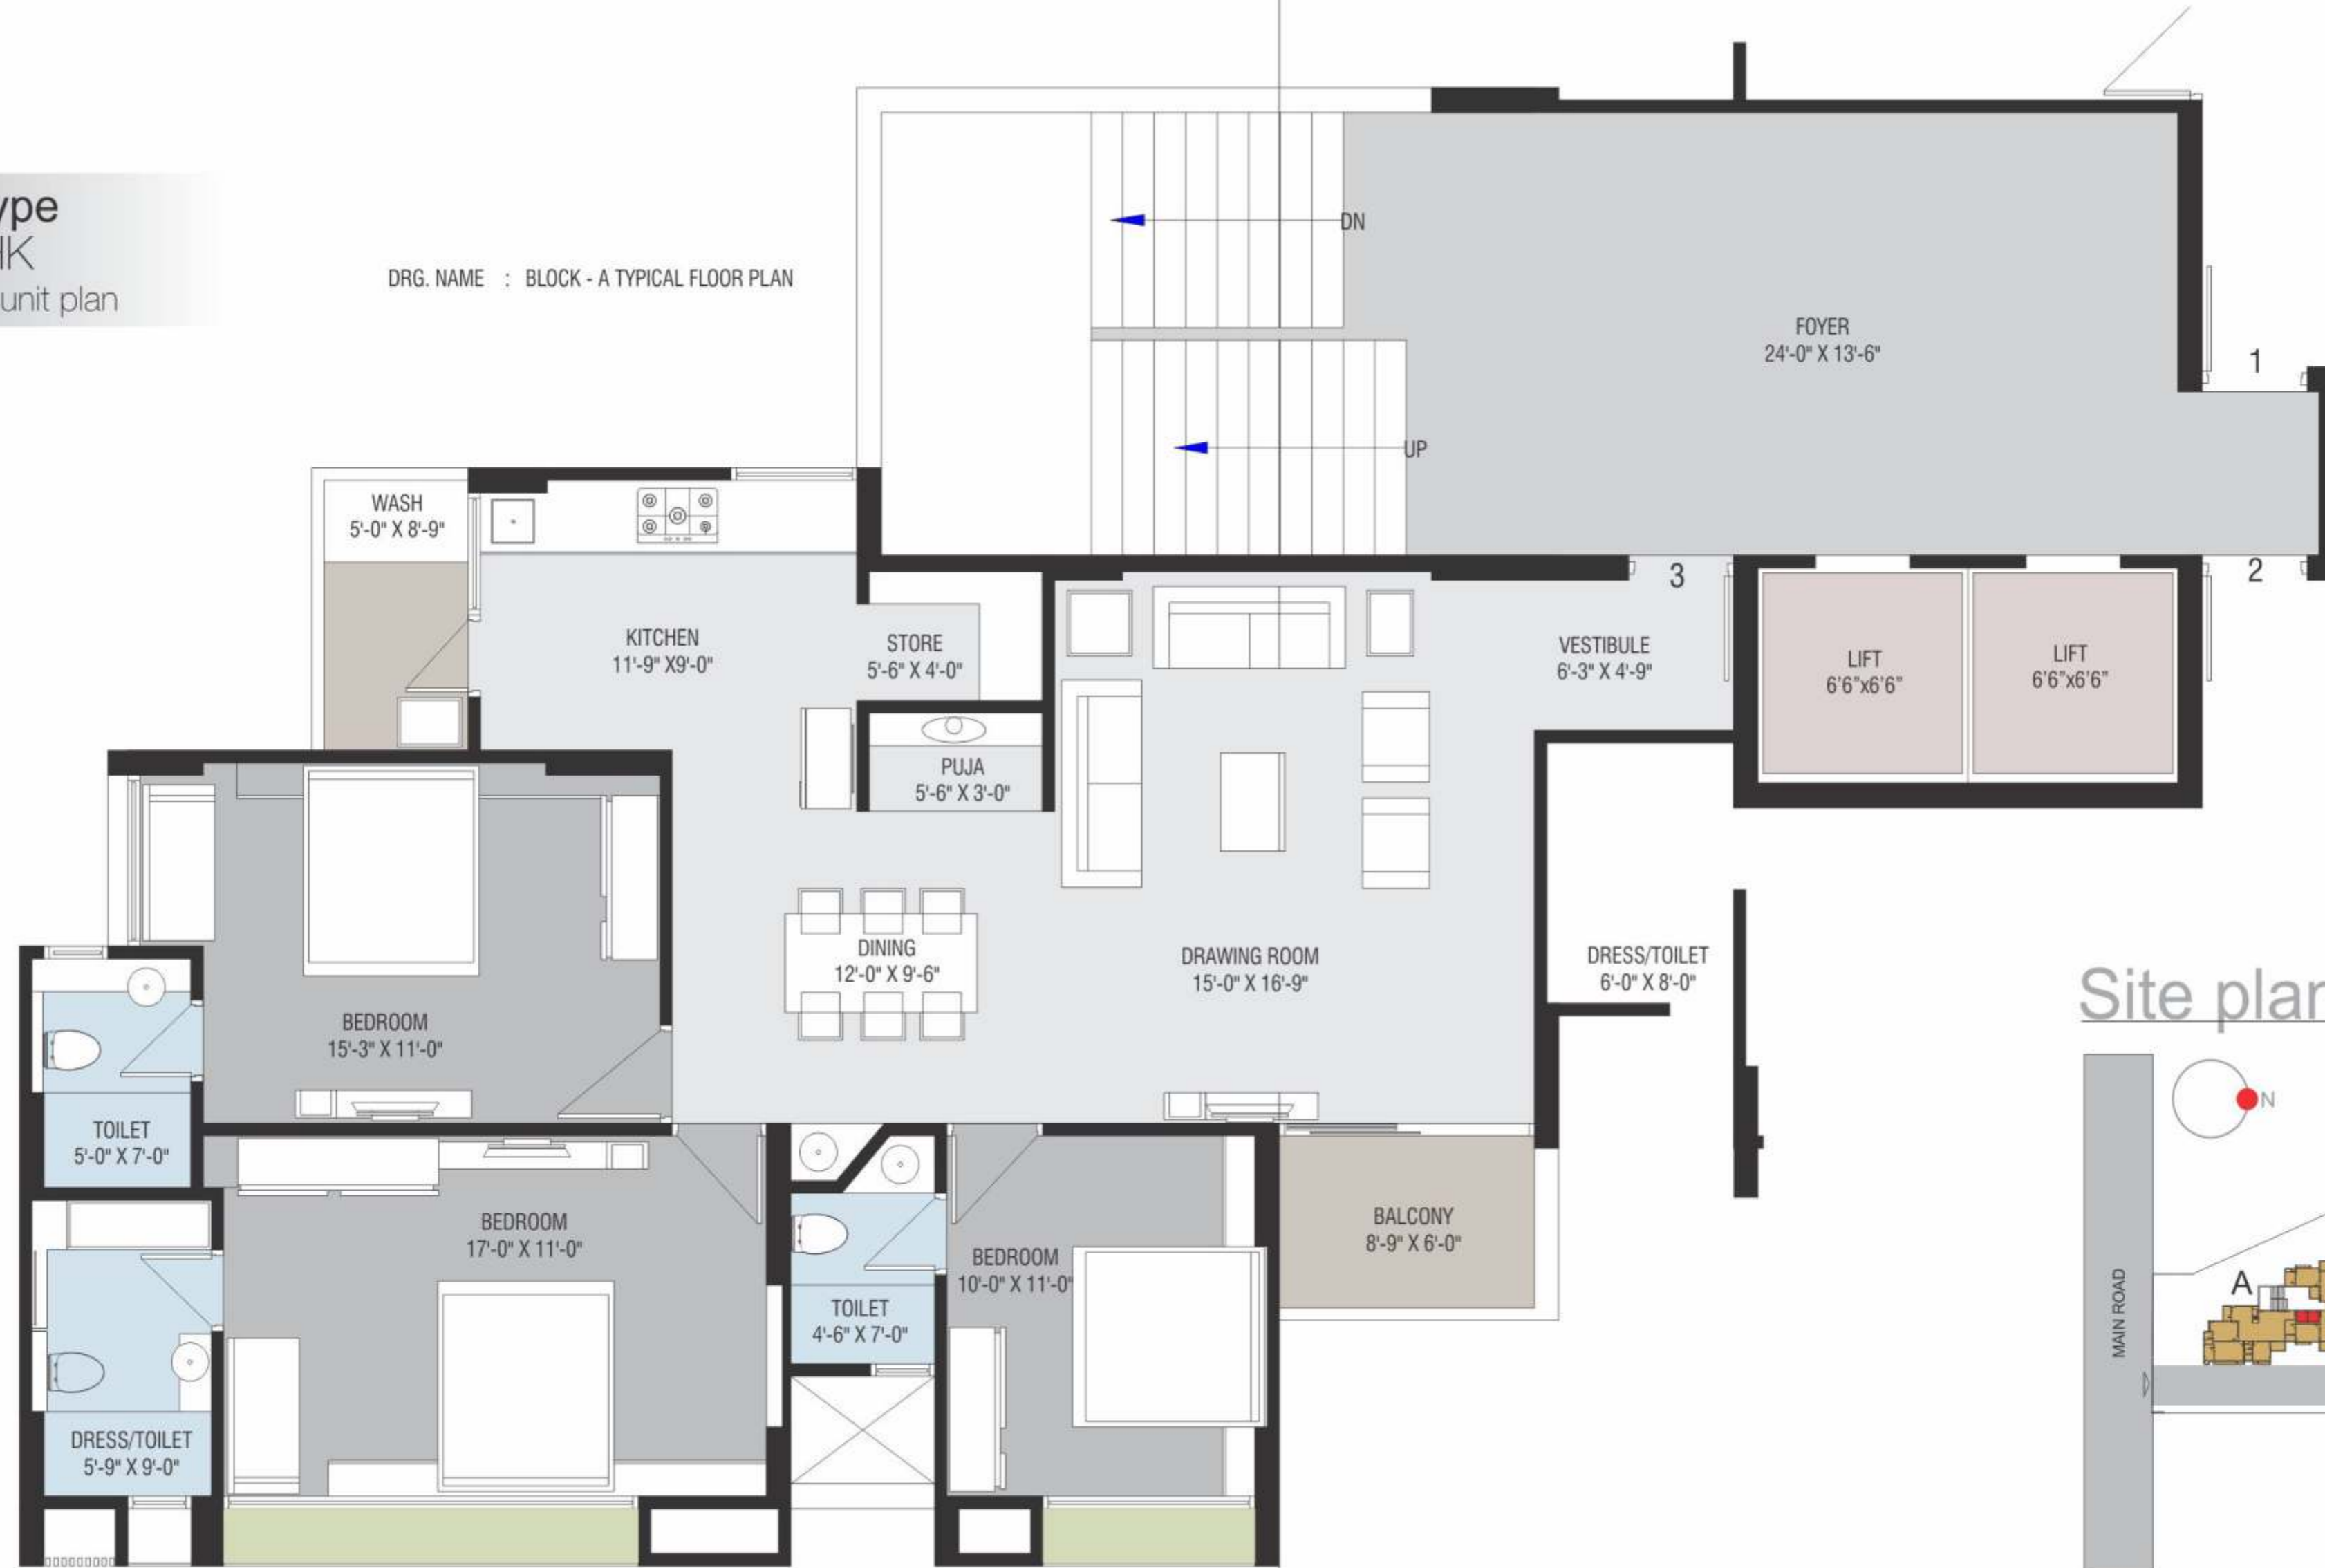 unit plan
DRG. NAME : BLOCK - A TYPICAL FLOOR PLAN
DN
UP
FOYER
24'-0" X 13'-6"
1
2
3
WASH
5'-0" X 8'-9"
KITCHEN
11'-9" X9'-0"
STORE
5'-6" X 4'-0"
PUJA
5'-6" X 3'-0"
VESTIBULE
6'-3" X 4'-9"
LIFT
6'6"x6'6"
LIFT
6'6"x6'6"
DINING
12'-0" X 9'-6"
DRAWING ROOM
15'-0" X 16'-9"
DRESS/TOILET
6'-0" X 8'-0"
BEDROOM
15'-3" X 11'-0"
TOILET
5'-0" X 7'-0"
BEDROOM
17'-0" X 11'-0"
TOILET
4'-6" X 7'-0"
BEDROOM
10'-0" X 11'-0"
BALCONY
8'-9" X 6'-0"
DRESS/TOILET
5'-9" X 9'-0"
Site plan
N
MAIN ROAD
A